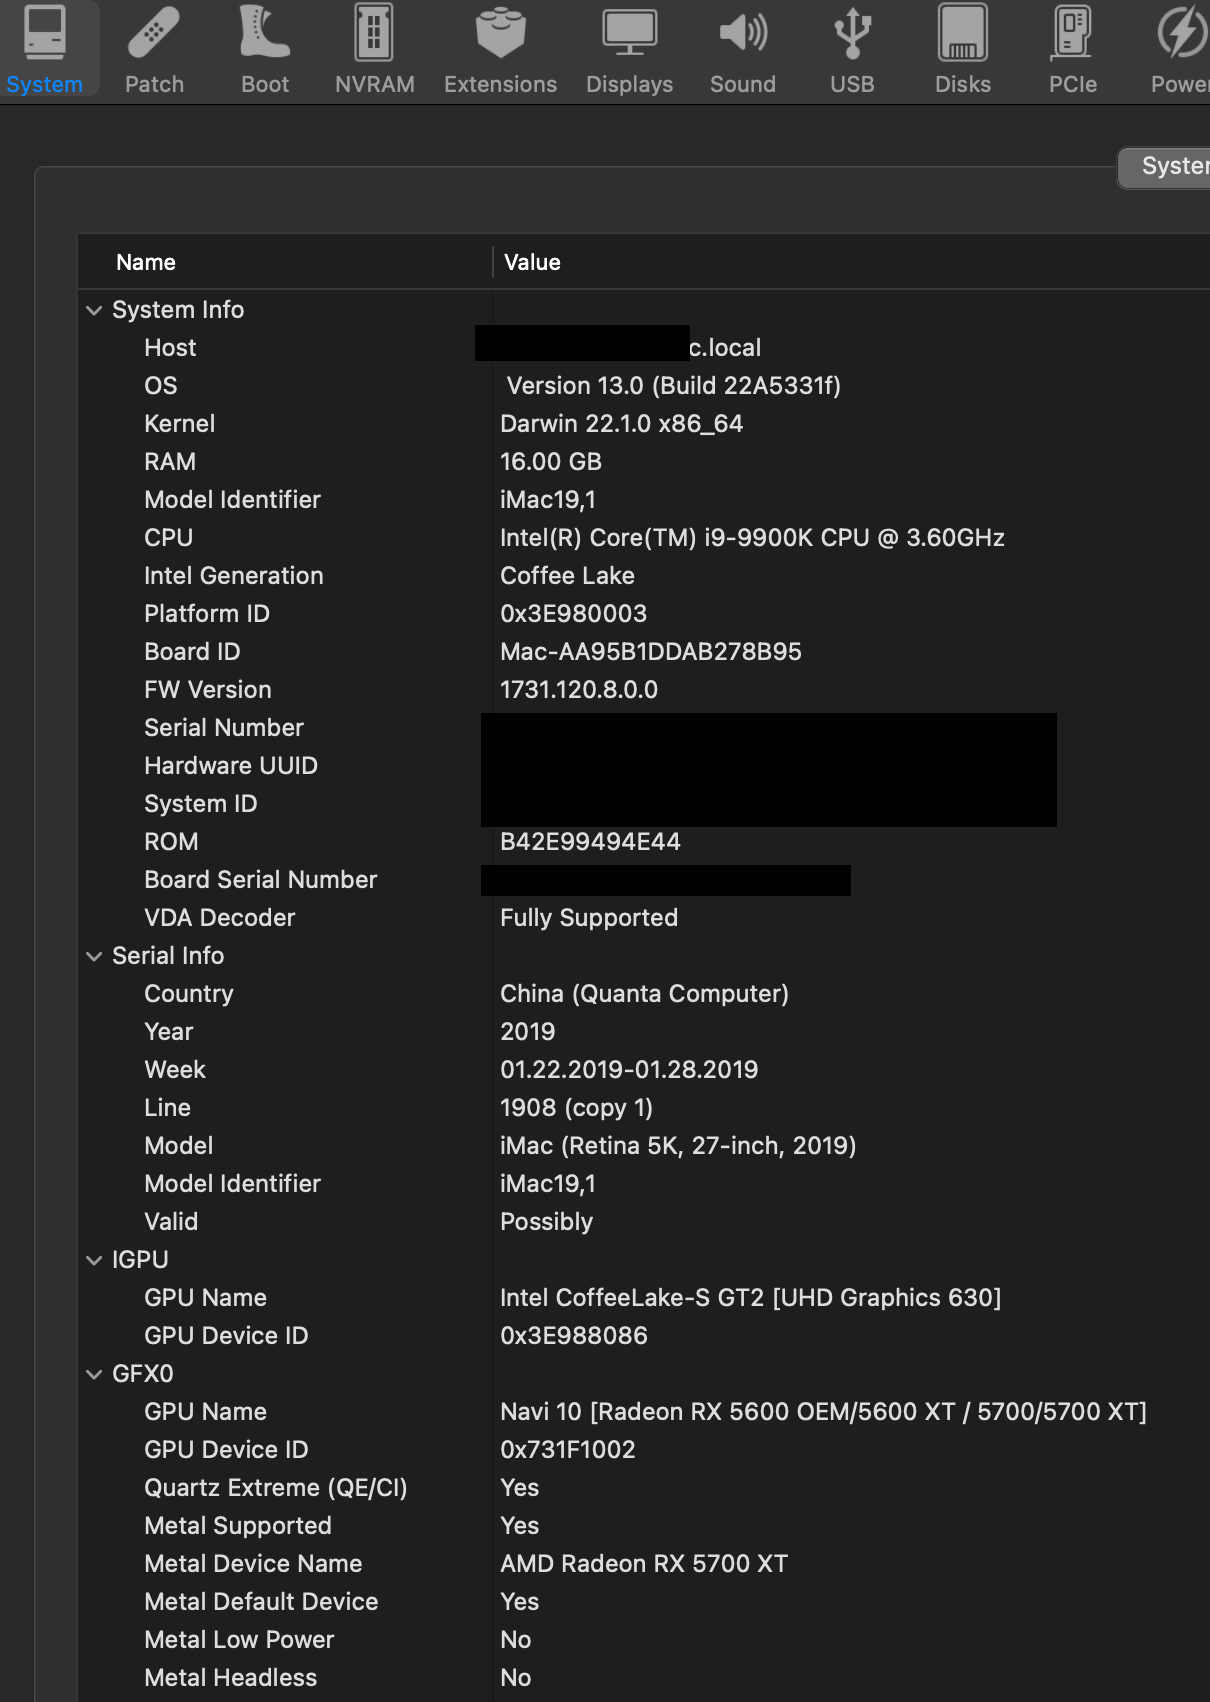 System
Patch
Boot
NVRAM
Extensions
Displays
Sound
USB
Disks
PCIe
Power
Name Value
System Info
Host c.local
OS Version 13.0 (Build 22A5331f)
Kernel Darwin 22.1.0 x86_64
RAM 16.00 GB
Model Identifier iMac19,1
CPU Intel(R) Core(TM) i9-9900K CPU @ 3.60GHz
Intel Generation Coffee Lake
Platform ID 0x3E980003
Board ID Mac-AA95B1DDAB278B95
FW Version 1731.120.8.0.0
Serial Number
Hardware UUID
System ID
ROM B42E99494E44
Board Serial Number
VDA Decoder Fully Supported
Serial Info
Country China (Quanta Computer)
Year 2019
Week 01.22.2019-01.28.2019
Line 1908 (copy 1)
Model iMac (Retina 5K, 27-inch, 2019)
Model Identifier iMac19,1
Valid Possibly
IGPU
GPU Name Intel CoffeeLake-S GT2 [UHD Graphics 630]
GPU Device ID 0x3E988086
GFX0
GPU Name Navi 10 [Radeon RX 5600 OEM/5600 XT / 5700/5700 XT]
GPU Device ID 0x731F1002
Quartz Extreme (QE/CI) Yes
Metal Supported Yes
Metal Device Name AMD Radeon RX 5700 XT
Metal Default Device Yes
Metal Low Power No
Metal Headless No